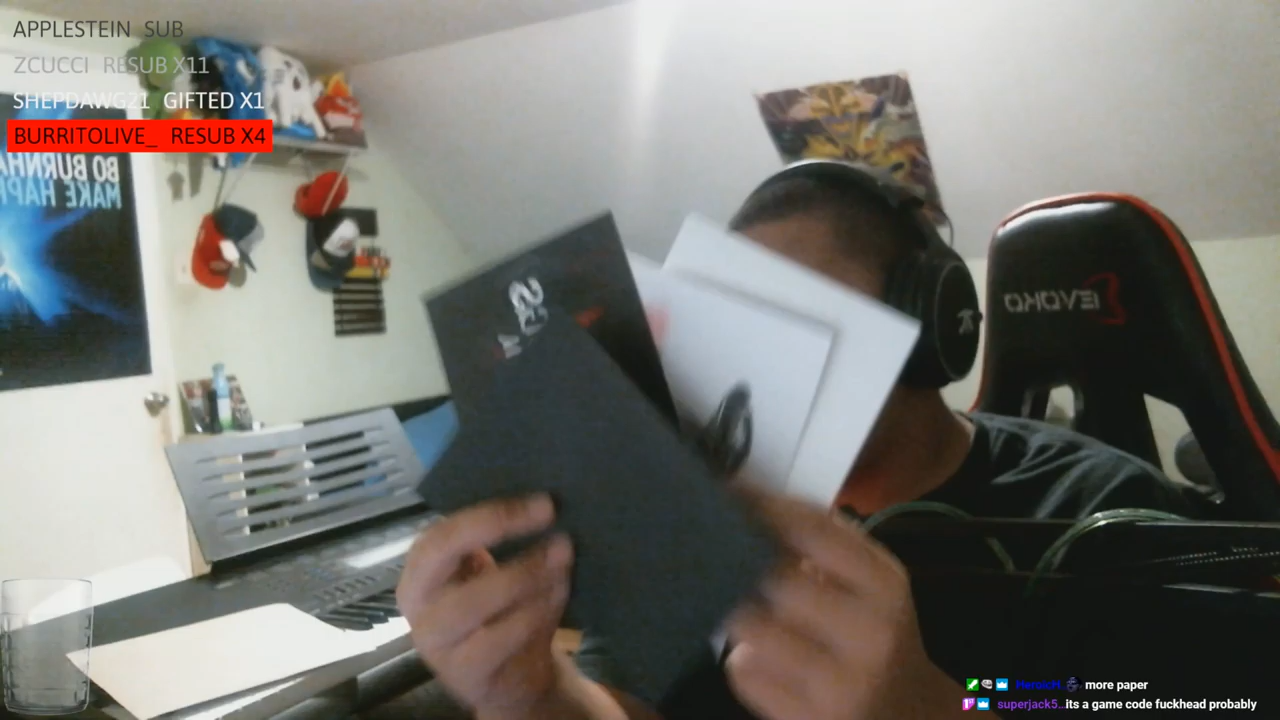 APPLESTEIN SUB
ZCUCCI RESUB X11
SHEPDAWG21 GIFTED X1
BURRITOLIVE_ RESUB X4
BO BURNHA
MAKE HAPP
HeroicH more paper
superjack5.. its a game code fuckhead probably